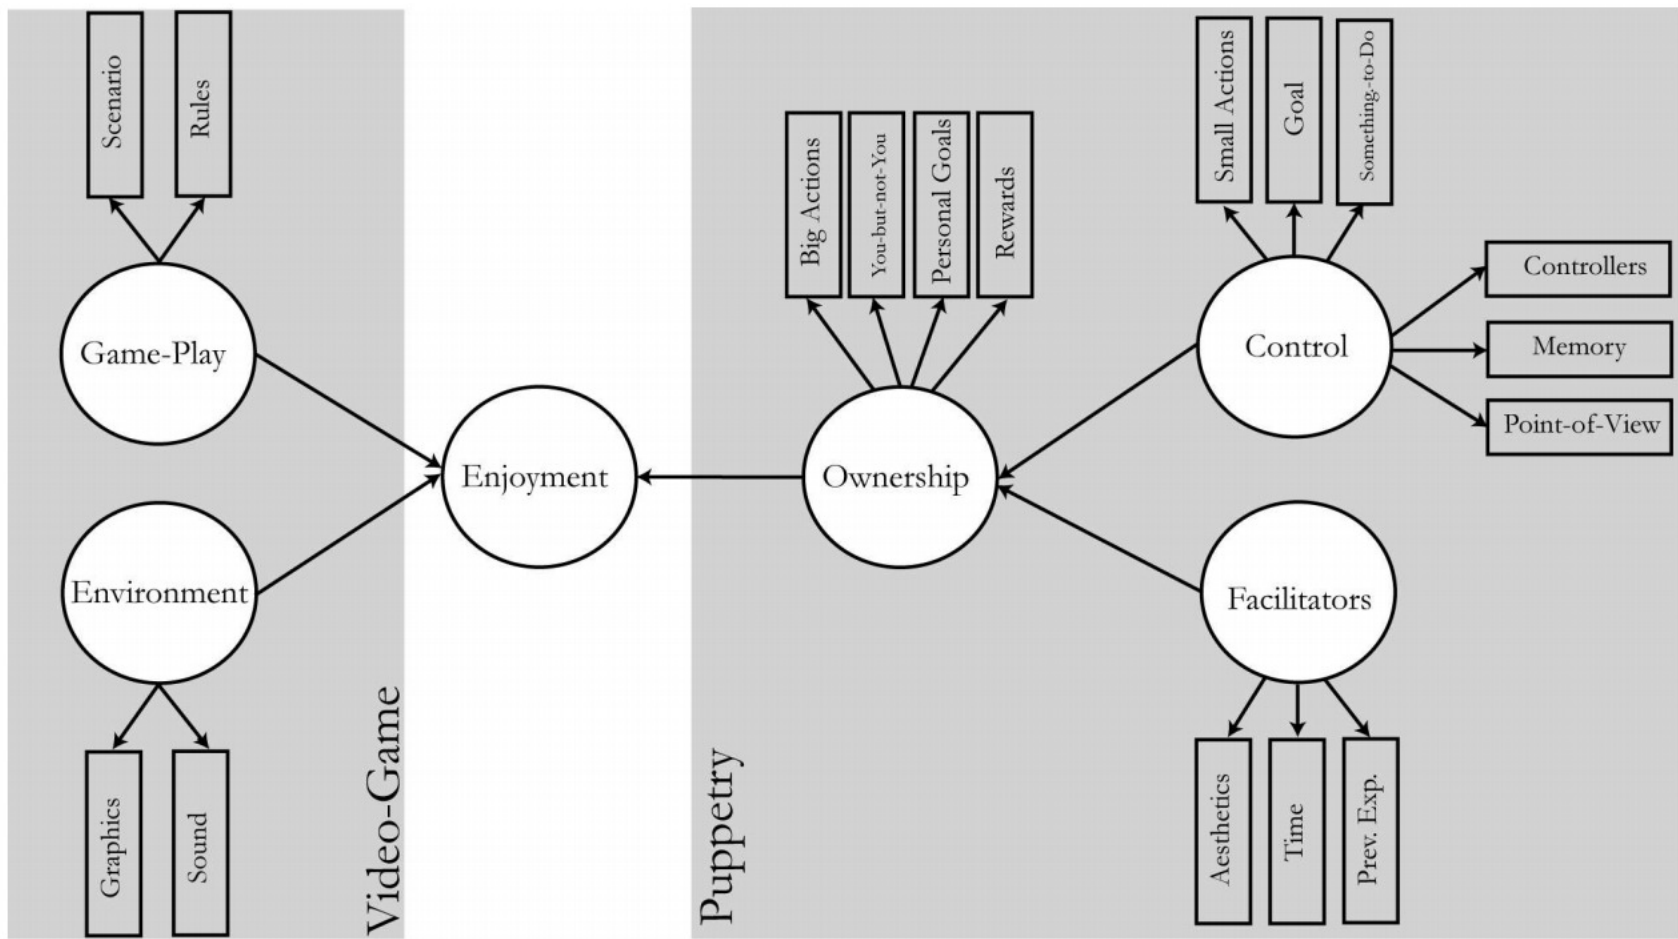 Scenario
Rules
Game-Play
Environment
Graphics
Sound
Video-Game
Enjoyment
Puppetry
Big Actions
You-but-not-You
Personal Goals
Rewards
Ownership
Small Actions
Goal
Something.-to-Do
Control
Controllers
Memory
Point-of-View
Facilitators
Aesthetics
Time
Prev. Exp.